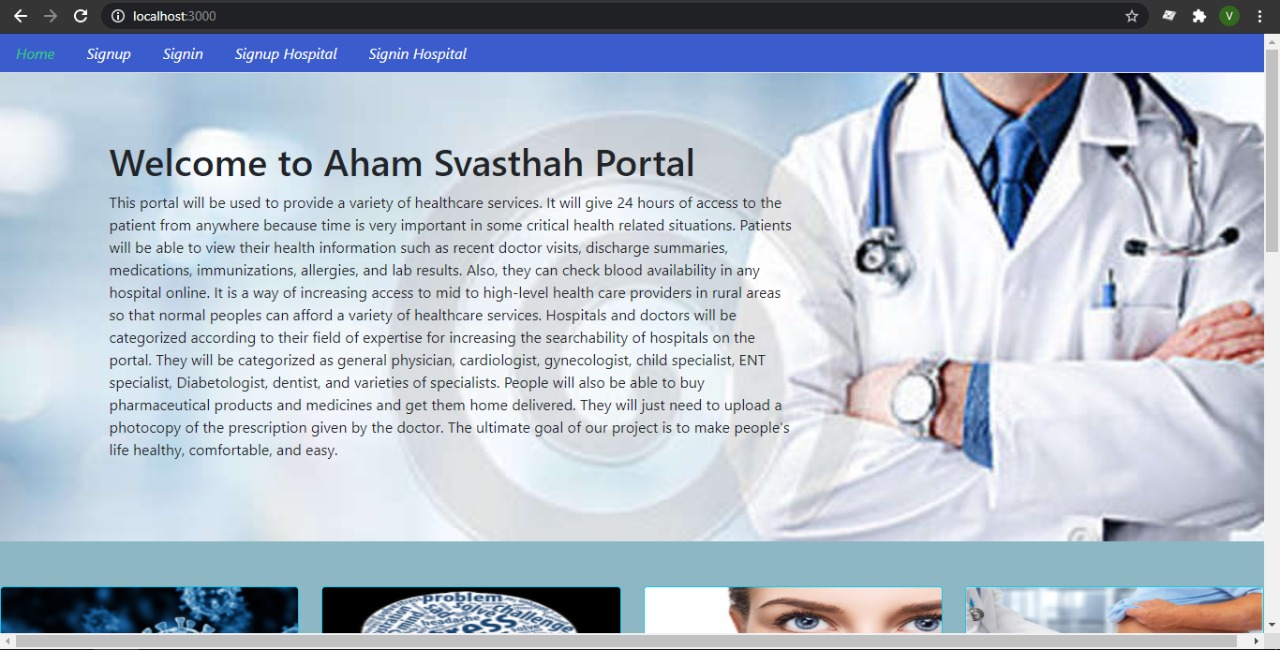 localhost:3000
V
Home Signup Signin Signup Hospital Signin Hospital
Welcome to Aham Svasthah Portal
This portal will be used to provide a variety of healthcare services. It will give 24 hours of access to the
patient from anywhere because time is very important in some critical health related situations. Patients
will be able to view their health information such as recent doctor visits, discharge summaries,
medications, immunizations, allergies, and lab results. Also, they can check blood availability in any
hospital online. It is a way of increasing access to mid to high-level health care providers in rural areas
so that normal peoples can afford a variety of healthcare services. Hospitals and doctors will be
categorized according to their field of expertise for increasing the searchability of hospitals on the
portal. They will be categorized as general physician, cardiologist, gynecologist, child specialist, ENT
specialist, Diabetologist, dentist, and varieties of specialists. People will also be able to buy
pharmaceutical products and medicines and get them home delivered. They will just need to upload a
photocopy of the prescription given by the doctor. The ultimate goal of our project is to make people's
life healthy, comfortable, and easy.
problem
challenge